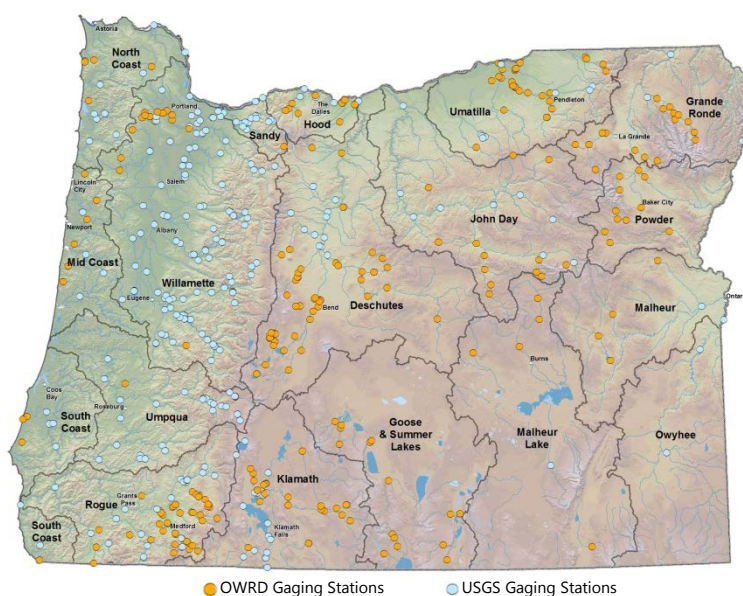 Astoria
North
Coast
Portland
The
Dalles
Hood
Sandy
Umatilla
Pendleton
Grande
Ronde
La Grande
Lincoln
City
Salem
Newport
Albany
Mid Coast
Willamette
Eugene
John Day
Baker City
Powder
Bend
Deschutes
Malheur
Ontar
Burns
Coos
Bay
South
Coast
Roseburg
Umpqua
Goose
& Summer
Lakes
Malheur
Lake
Owyhee
Klamath
Rogue
Grants
Pass
Medford
Klamath
Falls
South
Coast
OWRD Gaging Stations
USGS Gaging Stations